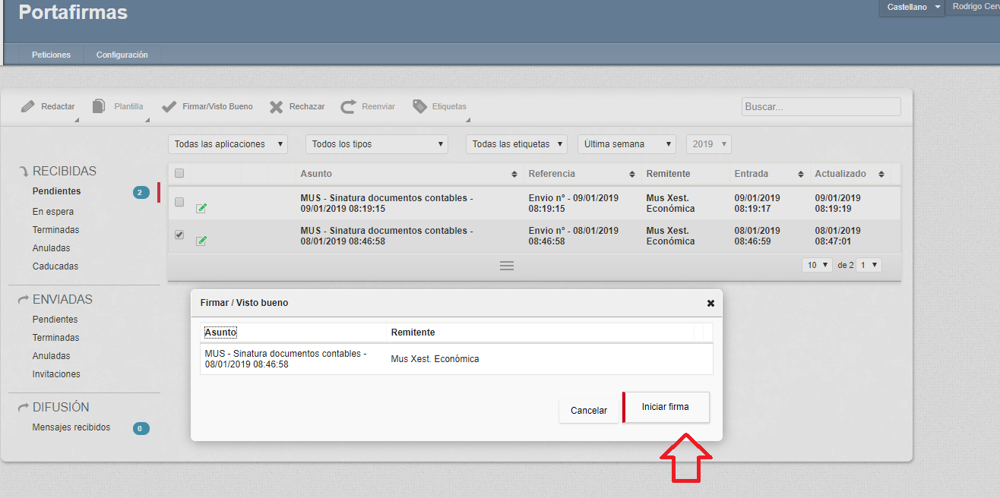 Portafirmas
Castellano
Rodrigo Cerv
Peticiones Configuración
Redactar Plantilla Firmar/Visto Bueno Rechazar Reenviar Etiquetas Buscar...
Todas las aplicaciones Todos los tipos Todas las etiquetas Última semana 2019
RECIBIDAS
Pendientes 2
En espera
Terminadas
Anuladas
Caducadas
ENVIADAS
Pendientes
Terminadas
Anuladas
Invitaciones
DIFUSIÓN
Mensajes recibidos 0
Asunto Referencia Remitente Entrada Actualizado
MUS - Sinatura documentos contables - Envio nº - 09/01/2019 Mus Xest. 09/01/2019 09/01/2019
09/01/2019 08:19:15 08:19:15 Económica 08:19:17 08:19:19
MUS - Sinatura documentos contables - Envio nº - 08/01/2019 Mus Xest. 08/01/2019 08/01/2019
08/01/2019 08:46:58 08:46:58 Económica 08:46:59 08:47:01
10 de 2 1
Firmar / Visto bueno
Asunto Remitente
MUS - Sinatura documentos contables -
08/01/2019 08:46:58
Mus Xest. Económica
Cancelar Iniciar firma